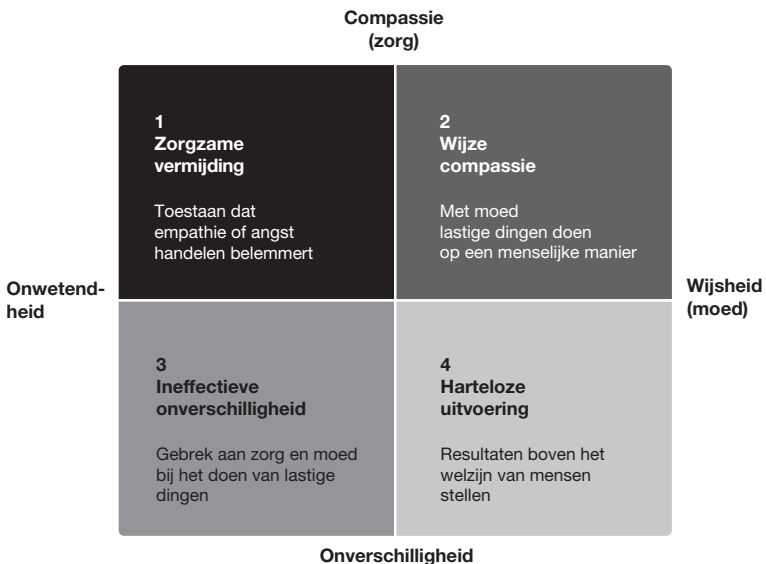 Compassie
(zorg)
1
Zorgzame
vermijding
Toestaan dat
empathie of angst
handelen belemmert
2
Wijze
compassie
Met moed
lastige dingen doen
op een menselijke manier
Onwetend-
heid
Wijsheid
(moed)
3
Ineffectieve
onverschilligheid
Gebrek aan zorg en moed
bij het doen van lastige
dingen
4
Harteloze
uitvoering
Resultaten boven het
welzijn van mensen
stellen
Onverschilligheid